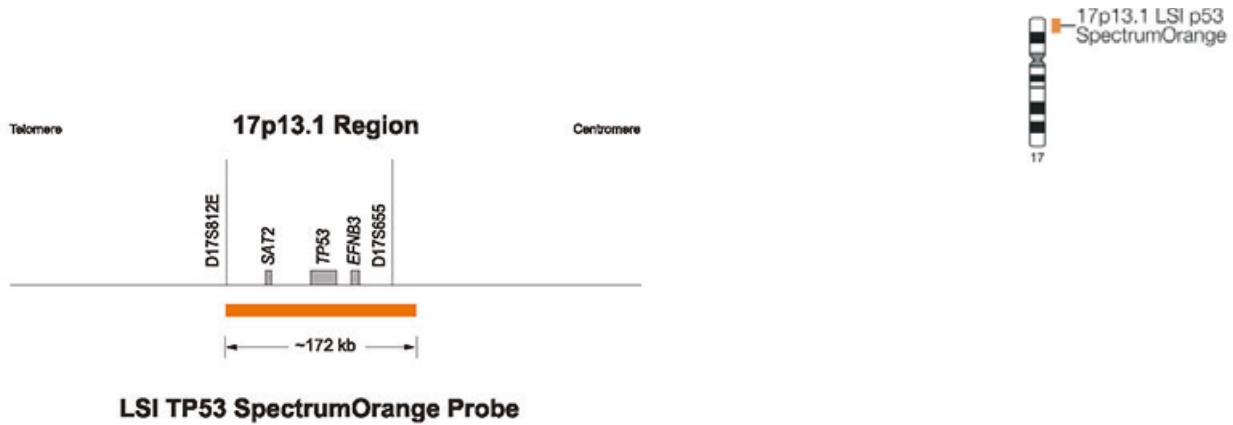 17p13.1 LSI p53
SpectrumOrange
17
Telomere
17p13.1 Region
Centromere
D17S812E
SAT2
TP53
EFNB3
D17S655
~172 kb
LSI TP53 SpectrumOrange Probe